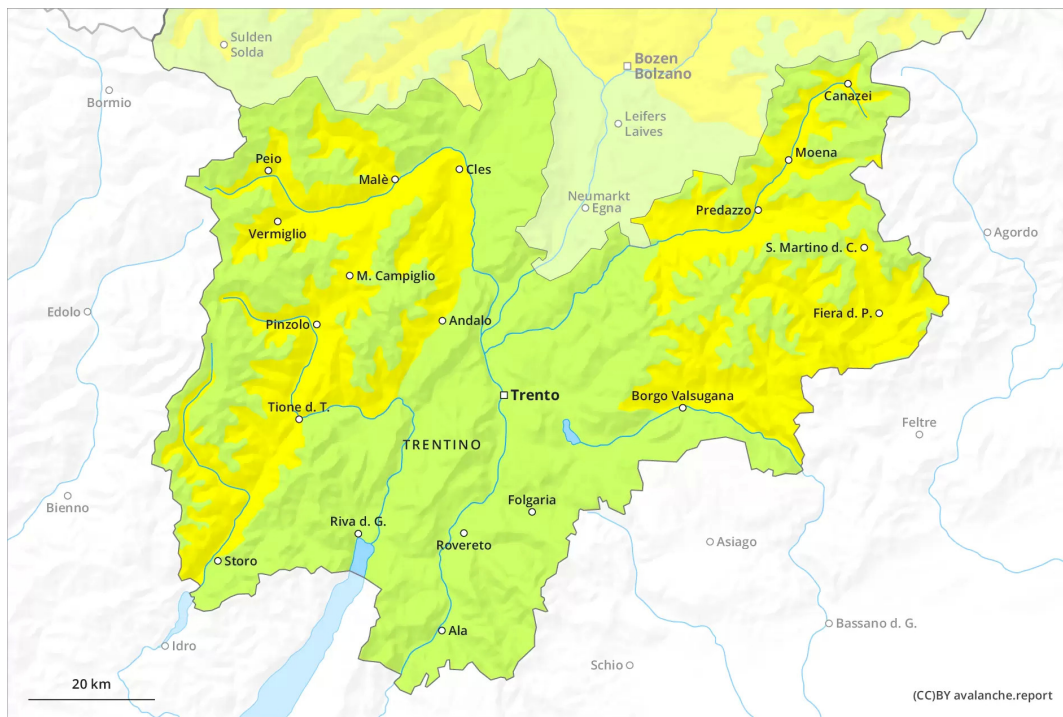 Sulden
Solda
Bozen
Bolzano
Bormio
Canazei
Leifers
Laives
Peio
Malè
Cles
Moena
Neumarkt
Egna
Predazzo
Vermiglio
Agordo
S. Martino d. C.
M. Campiglio
Edolo
Pinzolo
Andalo
Fiera d. P.
Trento
Borgo Valsugana
Tione d. T.
Feltre
TRENTINO
Bienno
Folgaria
Riva d. G.
Rovereto
Asiago
Storo
Ala
Bassano d. G.
Idro
Schio
20 km
(CC)BY avalanche.report